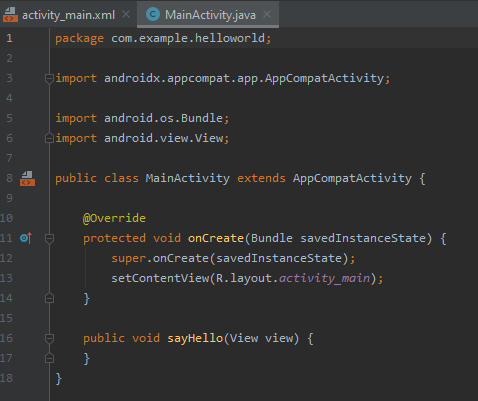 activity_main.xml MainActivity.java
1 package com.example.helloworld;
2
3 import androidx.appcompat.app.AppCompatActivity;
4
5 import android.os.Bundle;
6 import android.view.View;
7
8 public class MainActivity extends AppCompatActivity {
9
10 @Override
11 protected void onCreate(Bundle savedInstanceState) {
12 super.onCreate(savedInstanceState);
13 setContentView(R.layout.activity_main);
14 }
15
16 public void sayHello(View view) {
17 }
18 }